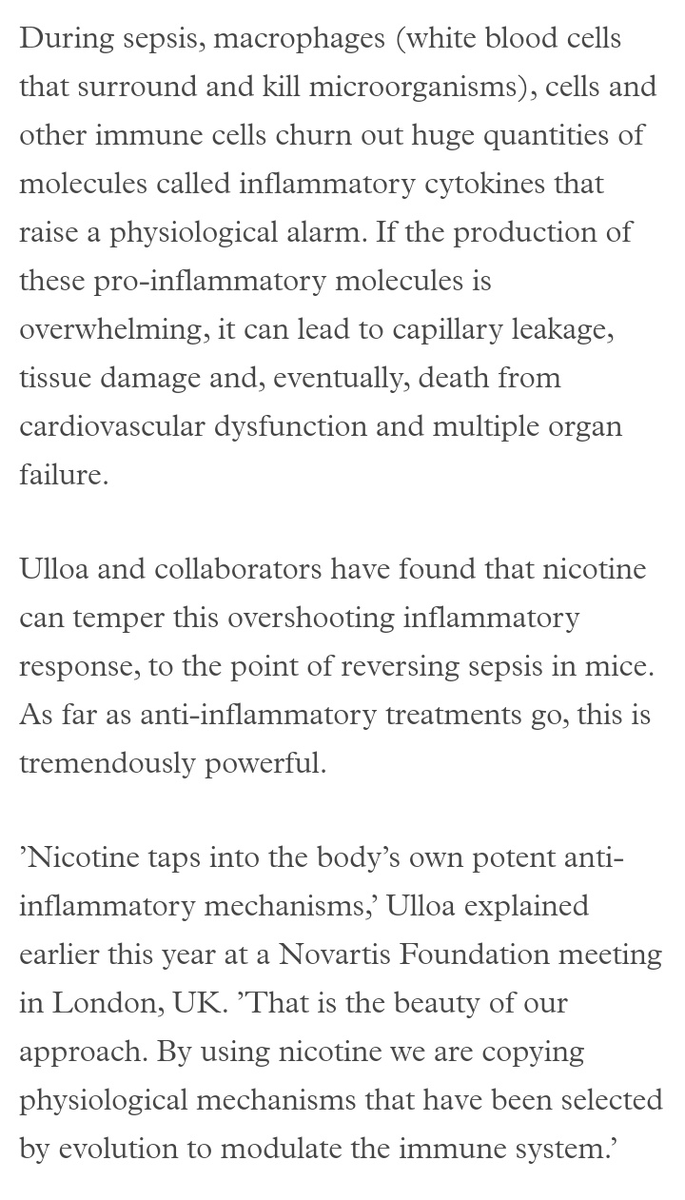 During sepsis, macrophages (white blood cells
that surround and kill microorganisms), cells and
other immune cells churn out huge quantities of
molecules called inflammatory cytokines that
raise a physiological alarm. If the production of
these pro-inflammatory molecules is
overwhelming, it can lead to capillary leakage,
tissue damage and, eventually, death from
cardiovascular dysfunction and multiple organ
failure.
Ulloa and collaborators have found that nicotine
can temper this overshooting inflammatory
response, to the point of reversing sepsis in mice.
As far as anti-inflammatory treatments go, this is
tremendously powerful.
’Nicotine taps into the body’s own potent anti-
inflammatory mechanisms,’ Ulloa explained
earlier this year at a Novartis Foundation meeting
in London, UK. ’That is the beauty of our
approach. By using nicotine we are copying
physiological mechanisms that have been selected
by evolution to modulate the immune system.’